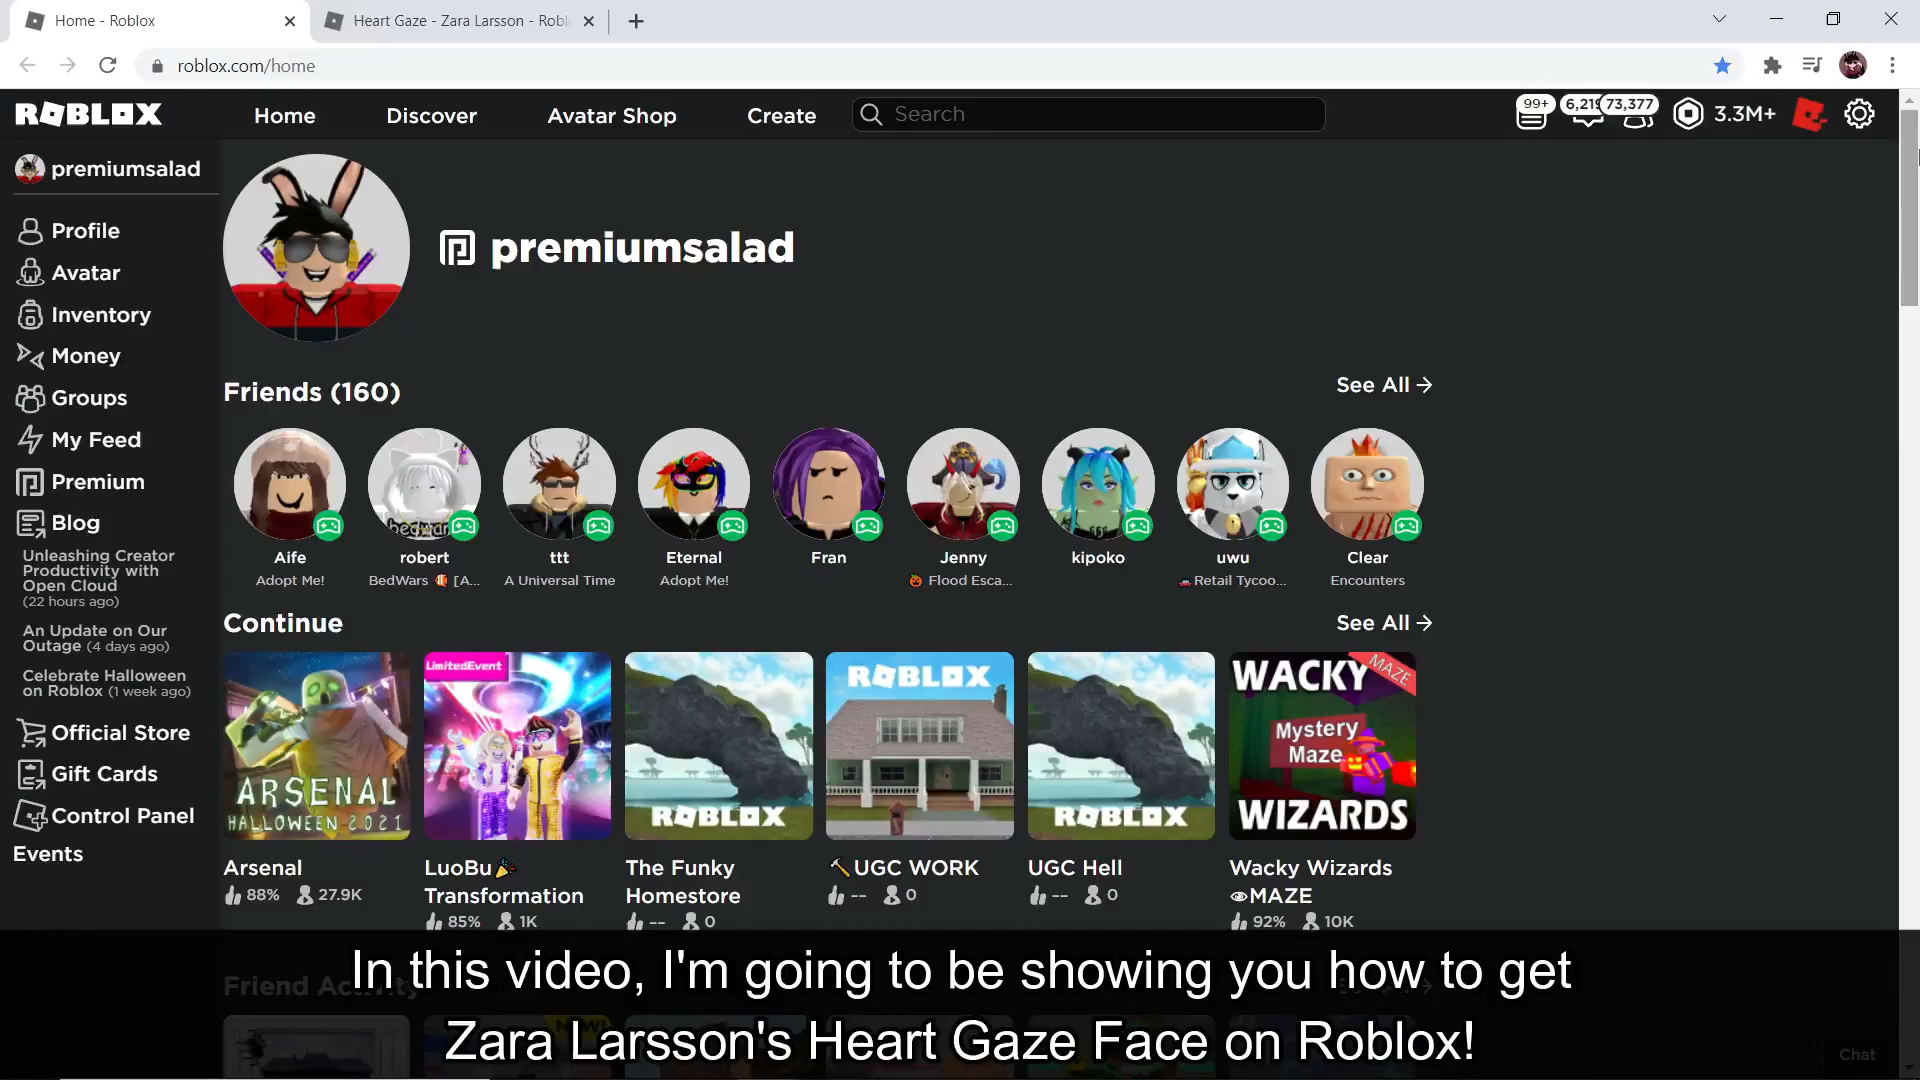 Home - Roblox
Heart Gaze - Zara Larsson - Robl
roblox.com/home
ROBLOX
Home
Discover
Avatar Shop
Create
Search
99+
6,219
73,377
3.3M+
premiumsalad
Profile
Avatar
Inventory
Money
Groups
My Feed
Premium
Blog
Unleashing Creator
Productivity with
Open Cloud
(22 hours ago)
An Update on Our
Outage (4 days ago)
Celebrate Halloween
on Roblox (1 week ago)
Official Store
Gift Cards
Control Panel
Events
premiumsalad
Friends (160)
See All
Aife
Adopt Me!
robert
BedWars [A...
ttt
A Universal Time
Eternal
Adopt Me!
Fran
Jenny
Flood Esca...
kipoko
uwu
Retail Tycoo...
Clear
Encounters
Continue
See All
ARSENAL
HALLOWEEN 2021
Arsenal
88% 27.9K
LimitedEvent
LuoBu
Transformation
85% 1K
ROBLOX
The Funky
Homestore
-- 0
ROBLOX
UGC WORK
-- 0
ROBLOX
UGC Hell
-- 0
WACKY
MAZE
Mystery
Maze
WIZARDS
Wacky Wizards
MAZE
92% 10K
Friend Activity
In this video, I'm going to be showing you how to get
Zara Larsson's Heart Gaze Face on Roblox!
Chat